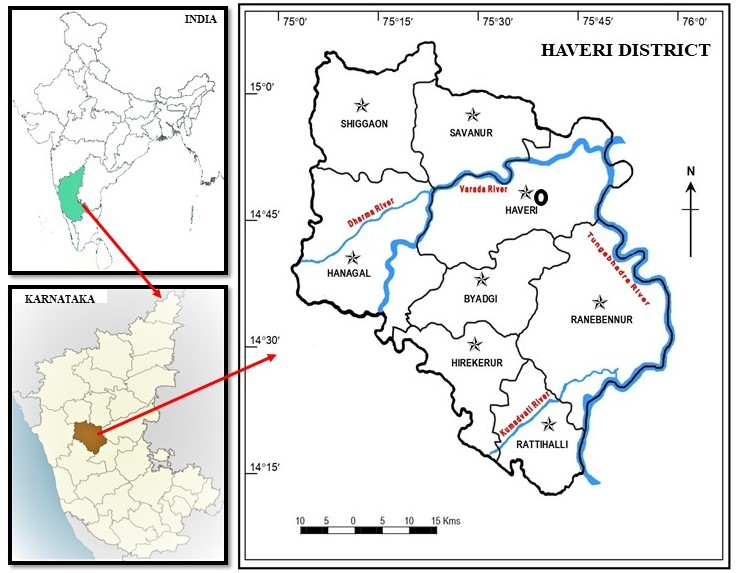 INDIA
KARNATAKA
75°0'
75°15'
75°30'
75°45'
76°0'
HAVERI DISTRICT
15°0'
14°45'
14°30'
14°15'
SHIGGAON
SAVANUR
Varada River
HAVERI
N
Dharma River
HANAGAL
BYADGI
Tungabhadra River
RANEBENNUR
HIREKERUR
Kumadvati River
RATTIHALLI
10 5 0 5 10 15 Kms